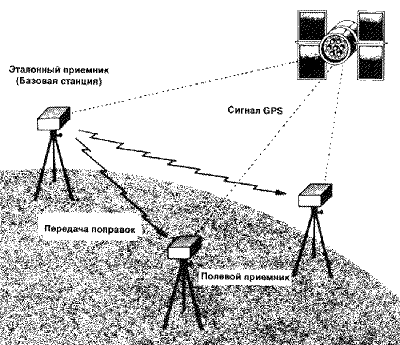 Эталонный приемник
(Базовая станция)
Сигнал GPS
Передача поправок
Полевой приемник